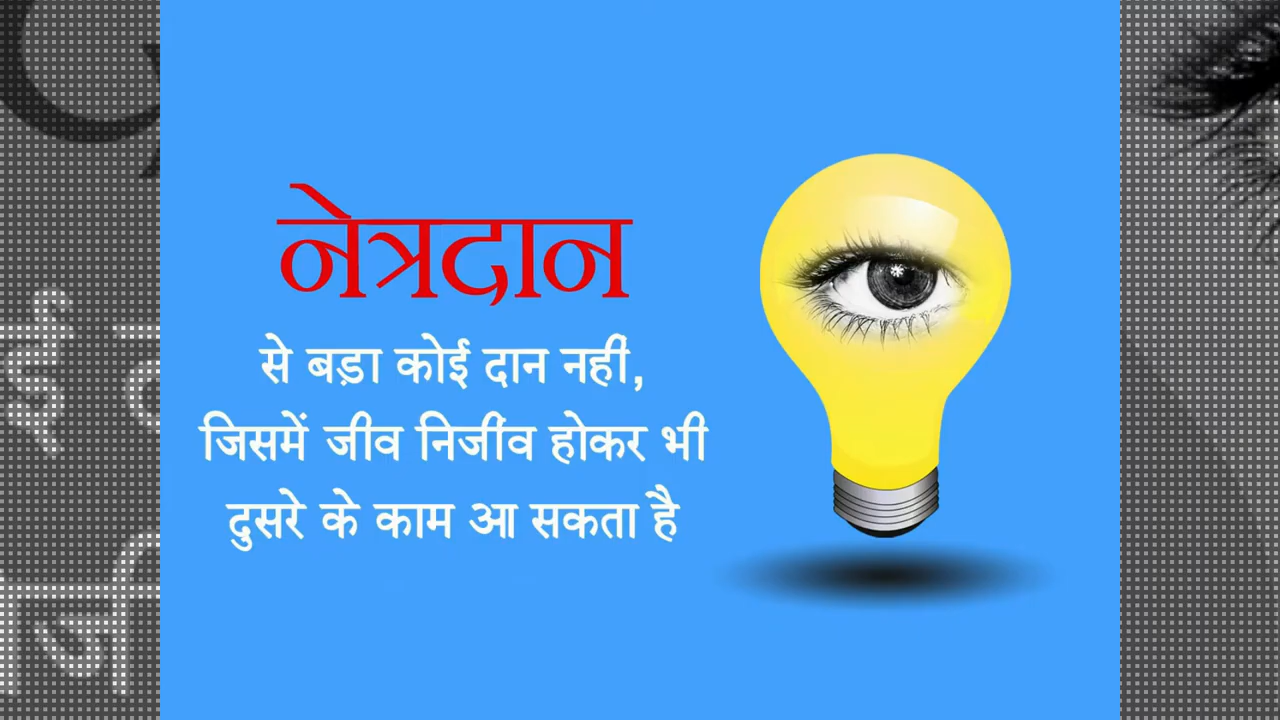 नेत्रदान
से बड़ा कोई दान नहीं,
जिसमें जीव निर्जीव होकर भी
दुसरे के काम आ सकता है